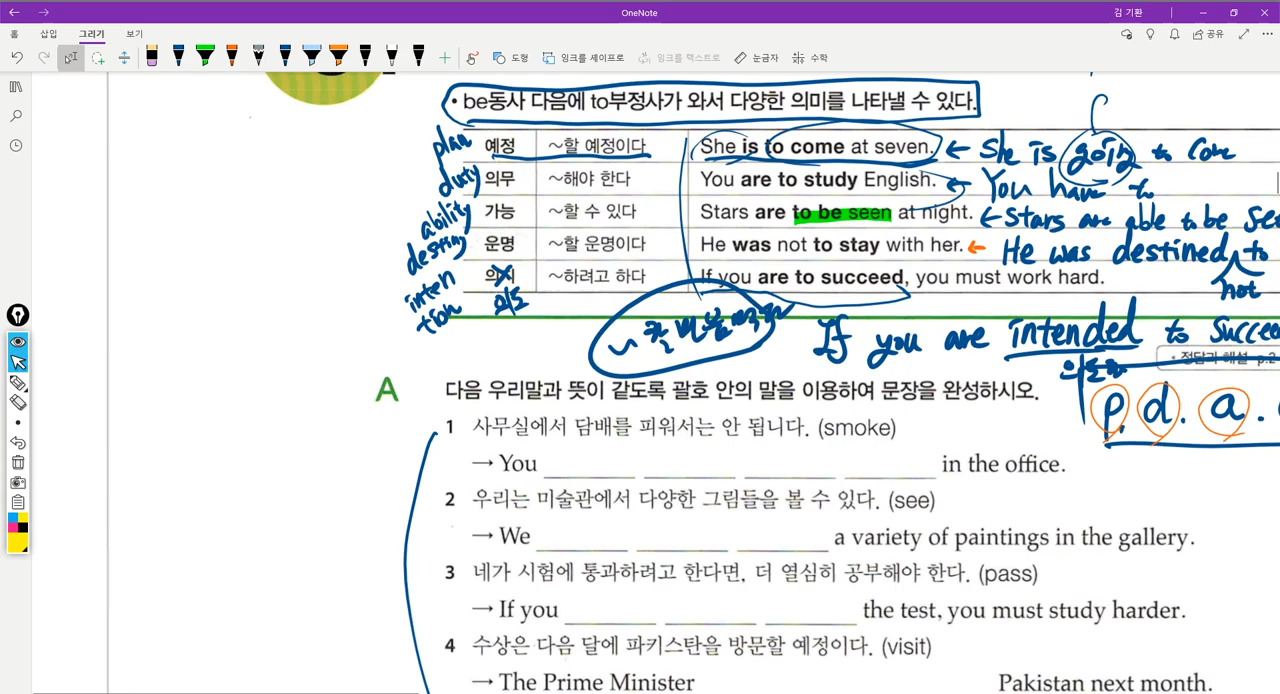 OneNote
김 기환
홈 삽입 그리기 보기
공유
도형 잉크를 셰이프로 잉크를 텍스트로 눈금자 수학
• be동사 다음에 to부정사가 와서 다양한 의미를 나타낼 수 있다.
plan 예정 ~할 예정이다 She is to come at seven. ← She is going to come
duty 의무 ~해야 한다 You are to study English. ← You have to
ability 가능 ~할 수 있다 Stars are to be seen at night. ← Stars are able to be see
destiny 운명 ~할 운명이다 He was not to stay with her. ← He was destined to
not
inten
tion 의지 ~하려고 하다 If you are to succeed, you must work hard.
의도
If you are intended to succee
• 정답과 해설 p.2
p. d. a.
A 다음 우리말과 뜻이 같도록 괄호 안의 말을 이용하여 문장을 완성하시오.
1 사무실에서 담배를 피워서는 안 됩니다. (smoke)
→ You ____ ____ ____ ____ in the office.
2 우리는 미술관에서 다양한 그림들을 볼 수 있다. (see)
→ We ____ ____ ____ a variety of paintings in the gallery.
3 네가 시험에 통과하려고 한다면, 더 열심히 공부해야 한다. (pass)
→ If you ____ ____ ____ the test, you must study harder.
4 수상은 다음 달에 파키스탄을 방문할 예정이다. (visit)
→ The Prime Minister Pakistan next month.